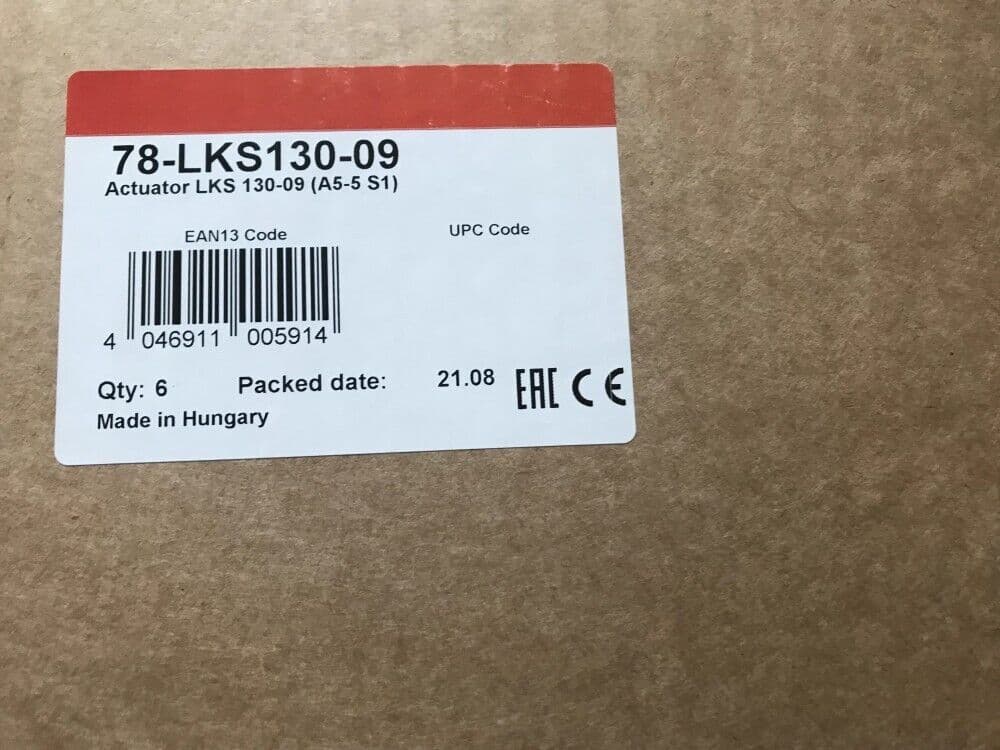 78-LKS130-09
Actuator LKS 130-09 (A5-5 S1)
EAN13 Code UPC Code
4 046911 005914
Qty: 6 Packed date: 21.08 EAC CE
Made in Hungary